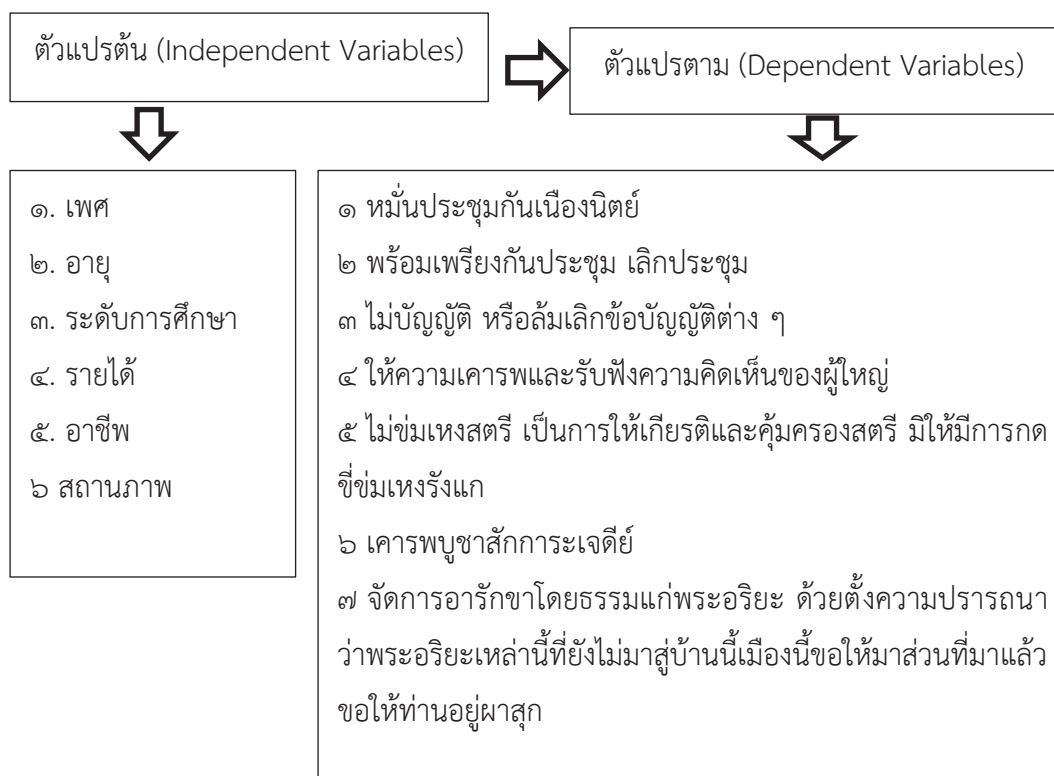 ตัวแปรต้น (Independent Variables)
ตัวแปรตาม (Dependent Variables)
๑. เพศ
๒. อายุ
๓. ระดับการศึกษา
๔. รายได้
๕. อาชีพ
๖ สถานภาพ
๑ หมั่นประชุมกันเนืองนิตย์
๒ พร้อมเพรียงกันประชุม เลิกประชุม
๓ ไม่บัญญัติ หรือล้มเลิกข้อบัญญัติต่าง ๆ
๔ ให้ความเคารพและรับฟังความคิดเห็นของผู้ใหญ่
๕ ไม่ข่มเหงสตรี เป็นการให้เกียรติและคุ้มครองสตรี มิให้มีการกด
ขี่ข่มเหงรังแก
๖ เคารพบูชาสักการะเจดีย์
๗ จัดการอารักขาโดยธรรมแก่พระอริยะ ด้วยตั้งความปรารถนา
ว่าพระอริยะเหล่านี้ที่ยังไม่มาสู่บ้านนี้เมืองนี้ขอให้มาส่วนที่มาแล้ว
ขอให้ท่านอยู่ผาสุก